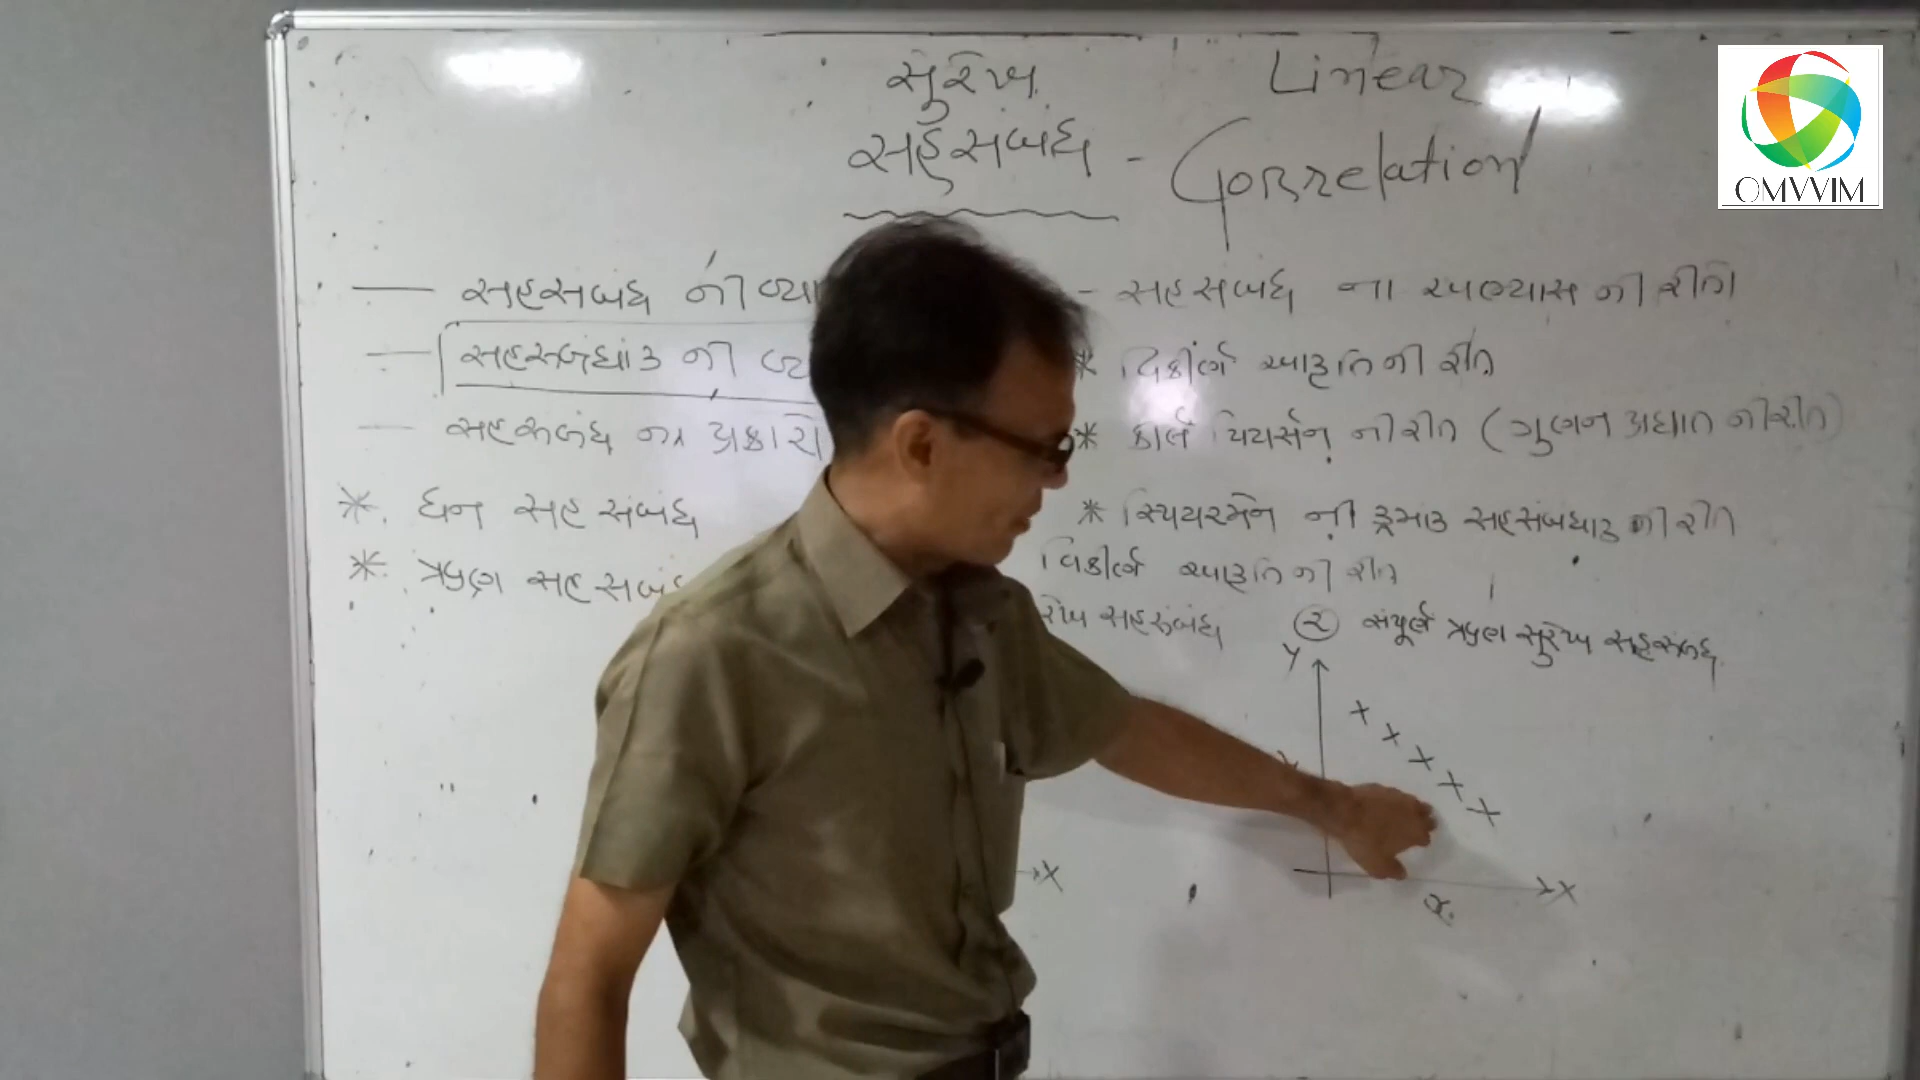 સુરેખ Linear
સહસંબંધ - Correlation
OMVVIM
— સહસંબંધ ની વ્યા
— સહસંબંધાંક ની વ્યા
— સહસંબંધ ના પ્રકારો
*. ધન સહ સંબંધ
*. ઋણ સહ સંબંધ
- સહસંબંધ ના અભ્યાસ ની રીતો
* વિકીર્ણ આકૃતિ ની રીત
* કાર્લ પિયર્સન ની રીત (ગુણન પ્રઘાત ની રીત)
* સ્પિયરમેન ની ક્રમાંક સહસંબંધાંક ની રીત
વિકીર્ણ આકૃતિ ની રીત
રેખ સહસંબંધ
(૨) સંપૂર્ણ ઋણ સુરેખ સહસંબંધ
Y
X
X
x